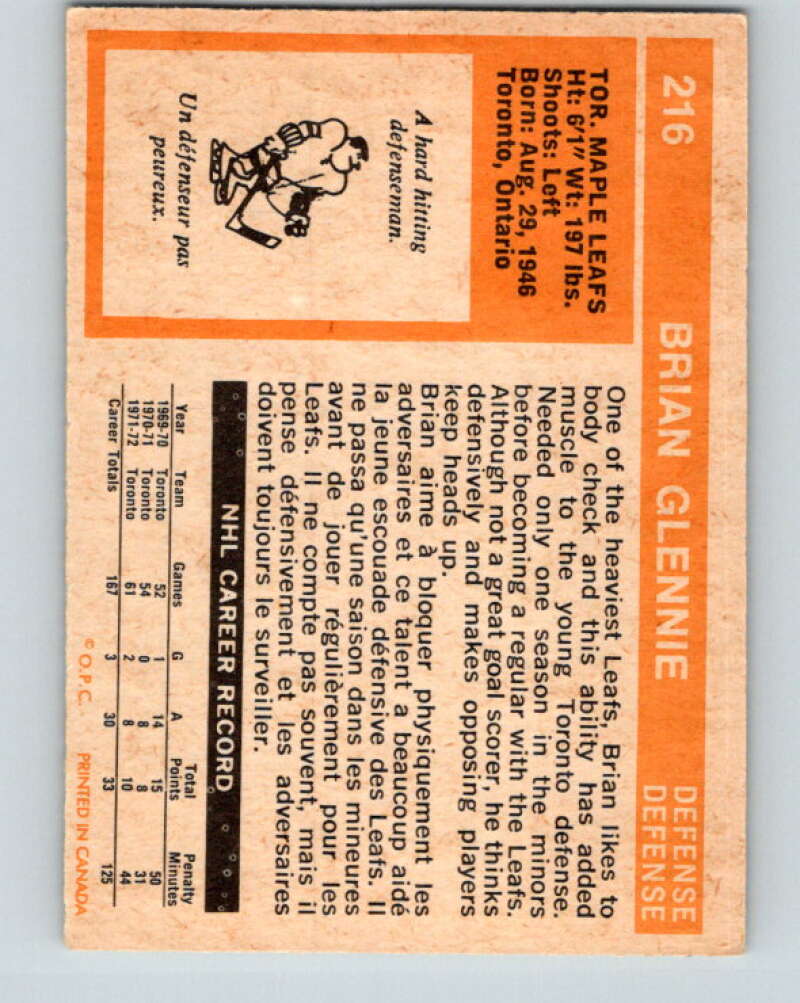 216 BRIAN GLENNIE DEFENSE
DEFENSE
TOR. MAPLE LEAFS
Ht: 6'1" Wt: 197 lbs.
Shoots: Left
Born: Aug. 29, 1946
Toronto, Ontario
A hard hitting
defenseman.
Un défenseur pas
peureux.
One of the heaviest Leafs, Brian likes to
body check and this ability has added
muscle to the young Toronto defense.
Needed only one season in the minors
before becoming a regular with the Leafs.
Although not a great goal scorer, he thinks
defensively and makes opposing players
keep heads up.
Brian aime à bloquer physiquement les
adversaires et ce talent a beaucoup aidé
la jeune escouade défensive des Leafs. Il
ne passa qu'une saison dans les mineures
avant de jouer régulièrement pour les
Leafs. Il ne compte pas souvent, mais il
pense défensivement et les adversaires
doivent toujours le surveiller.
NHL CAREER RECORD
Year Team Games G A Total Points Penalty Minutes
1969-70 Toronto 52 1 14 15 50
1970-71 Toronto 54 0 8 8 31
1971-72 Toronto 61 2 8 10 44
Career Totals 167 3 30 33 125
© O.P.C. PRINTED IN CANADA